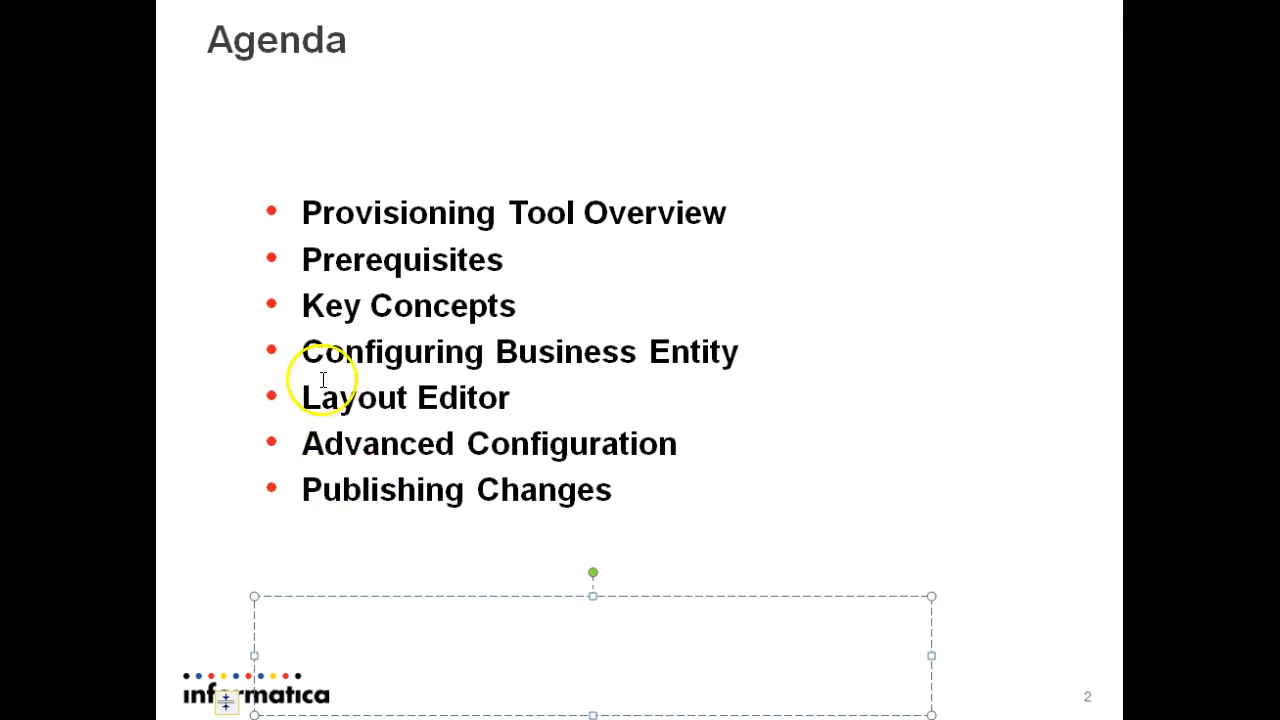 Agenda
• Provisioning Tool Overview
• Prerequisites
• Key Concepts
• Configuring Business Entity
• Layout Editor
• Advanced Configuration
• Publishing Changes
informatica
2